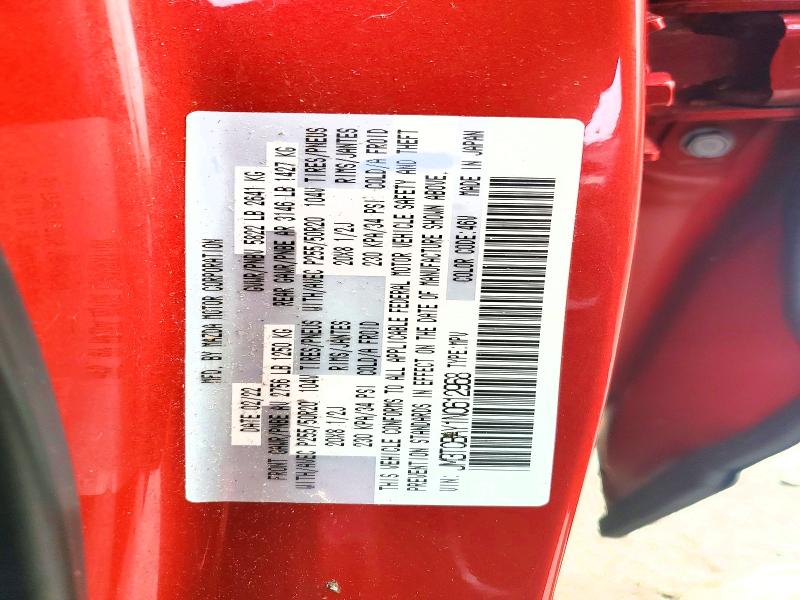 MFD. BY MAZDA MOTOR CORPORATION
DATE 02/22 GVWR/PNBV 5822 LB 2641 KG
FRONT GAWR/PNBE AV 2756 LB 1250 KG REAR GAWR/PNBE AR 3146 LB 1427 KG
WITH/AVEC P255/50R20 104V TIRES/PNEUS WITH/AVEC P255/50R20 104V TIRES/PNEUS
20X8 1/2J RIMS/JANTES 20X8 1/2J RIMS/JANTES
230 KPA/34 PSI COLD/A FROID 230 KPA/34 PSI COLD/A FROID
THIS VEHICLE CONFORMS TO ALL APPLICABLE FEDERAL MOTOR VEHICLE SAFETY AND THEFT
PREVENTION STANDARDS IN EFFECT ON THE DATE OF MANUFACTURE SHOWN ABOVE.
VIN: JM3TCBAY1N0612968 TYPE:MPV COLOR CODE:46V MADE IN JAPAN